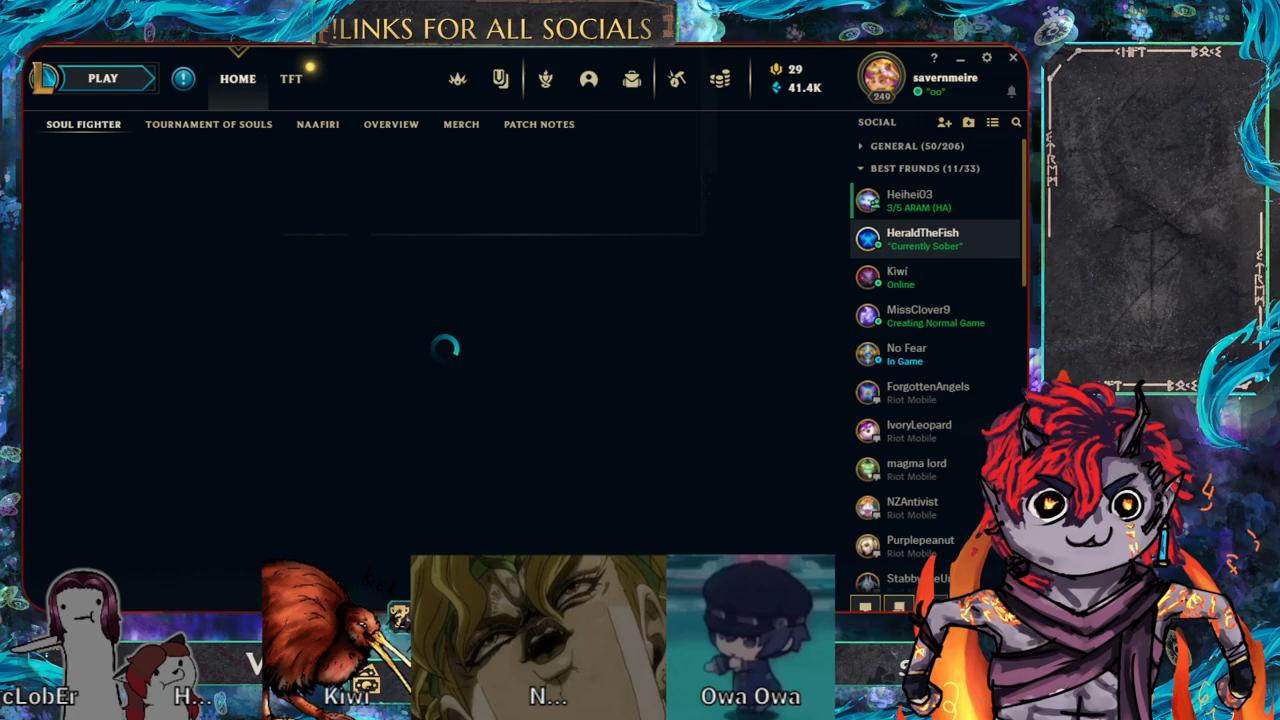 !LINKS FOR ALL SOCIALS
PLAY
HOME
TFT
29
41.4K
249
savernmeire
"oo"
SOUL FIGHTER
TOURNAMENT OF SOULS
NAAFIRI
OVERVIEW
MERCH
PATCH NOTES
SOCIAL
GENERAL (50/206)
BEST FRUNDS (11/33)
Heihei03
3/5 ARAM (HA)
HeraldTheFish
"Currently Sober"
Kiwí
Online
MissClover9
Creating Normal Game
No Fear
In Game
ForgottenAngels
Riot Mobile
IvoryLeopard
Riot Mobile
magma lord
Riot Mobile
NZAntivist
Riot Mobile
Purplepeanut
Riot Mobile
cLobEr
H...
Kiwi
N...
Owa Owa